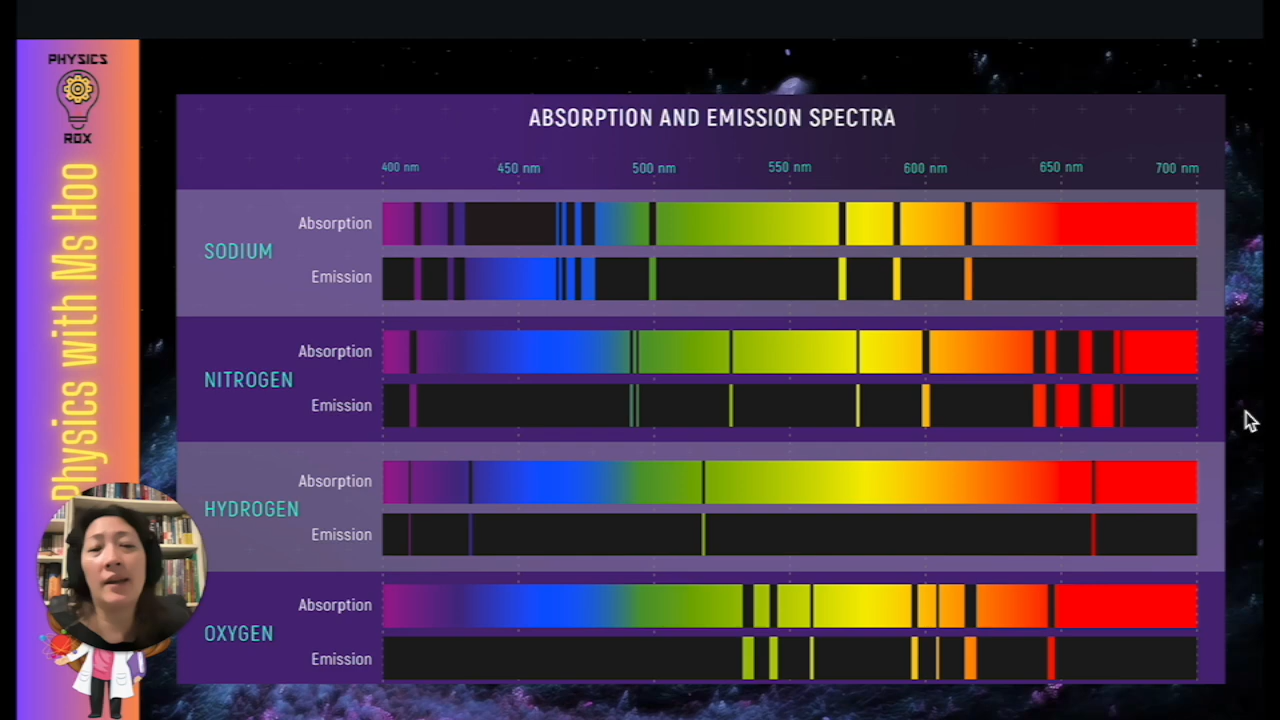 PHYSICS
ROX
Physics with Ms Hoo
ABSORPTION AND EMISSION SPECTRA
400 nm 450 nm 500 nm 550 nm 600 nm 650 nm 700 nm
Absorption
SODIUM
Emission
Absorption
NITROGEN
Emission
Absorption
HYDROGEN
Emission
Absorption
OXYGEN
Emission